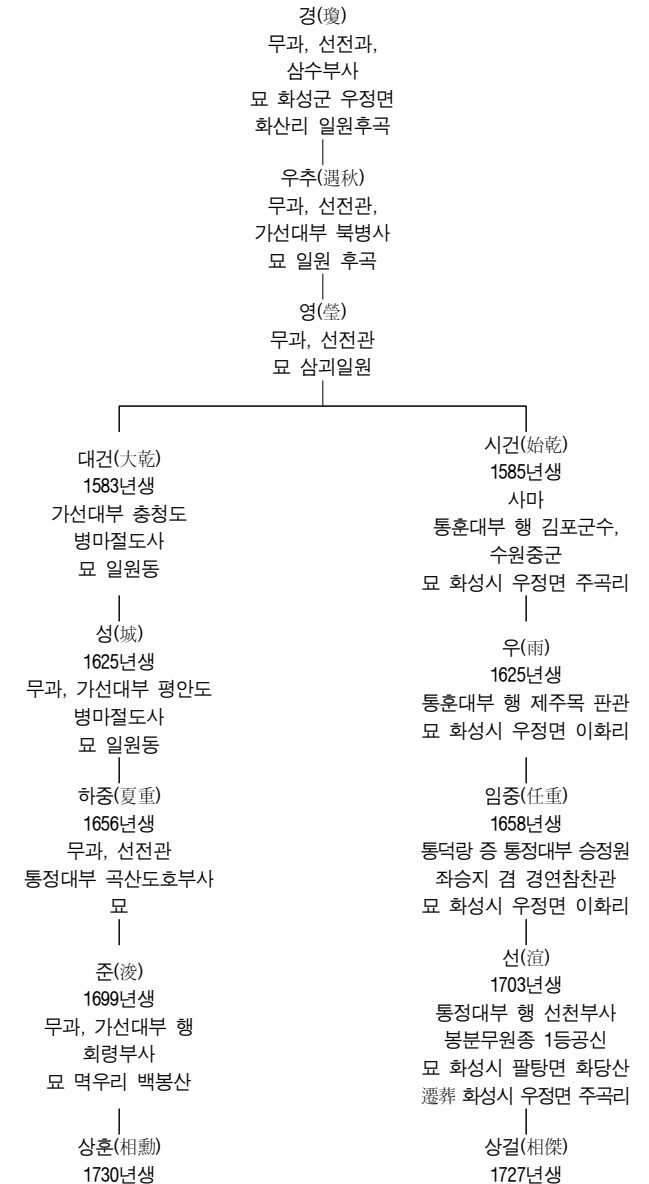 경(瓊)
무과, 선전과,
삼수부사
묘 화성군 우정면
화산리 일원후곡
우추(遇秋)
무과, 선전관,
가선대부 북병사
묘 일원 후곡
영(瑩)
무과, 선전관
묘 삼괴일원
대건(大乾)
1583년생
가선대부 충청도
병마절도사
묘 일원동
성(城)
1625년생
무과, 가선대부 평안도
병마절도사
묘 일원동
하중(夏重)
1656년생
무과, 선전관
통정대부 곡산도호부사
묘
준(浚)
1699년생
무과, 가선대부 행
회령부사
묘 멱우리 백봉산
상훈(相勳)
1730년생
시건(始乾)
1585년생
사마
통훈대부 행 김포군수,
수원중군
묘 화성시 우정면 주곡리
우(雨)
1625년생
통훈대부 행 제주목 판관
묘 화성시 우정면 이화리
임중(任重)
1658년생
통덕랑 증 통정대부 승정원
좌승지 겸 경연참찬관
묘 화성시 우정면 이화리
선(渲)
1703년생
통정대부 행 선천부사
봉분무원종 1등공신
묘 화성시 팔탕면 화당산
遷葬 화성시 우정면 주곡리
상걸(相傑)
1727년생